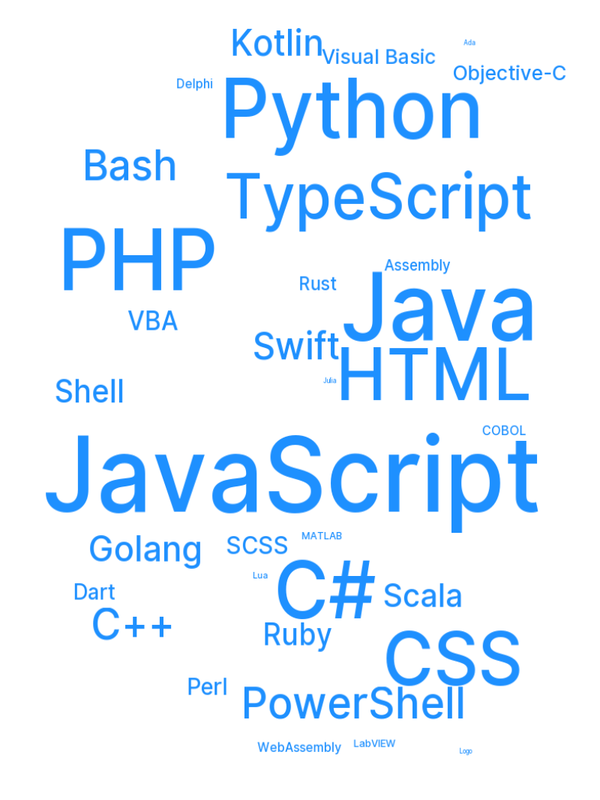 Kotlin
Visual Basic
Ada
Objective-C
Delphi
Python
Bash
TypeScript
PHP
Assembly
Rust
Java
VBA
Swift
HTML
Julia
Shell
COBOL
JavaScript
MATLAB
Golang
SCSS
Lua
C#
Dart
Scala
C++
Ruby
CSS
Perl
PowerShell
WebAssembly
LabVIEW
Logo